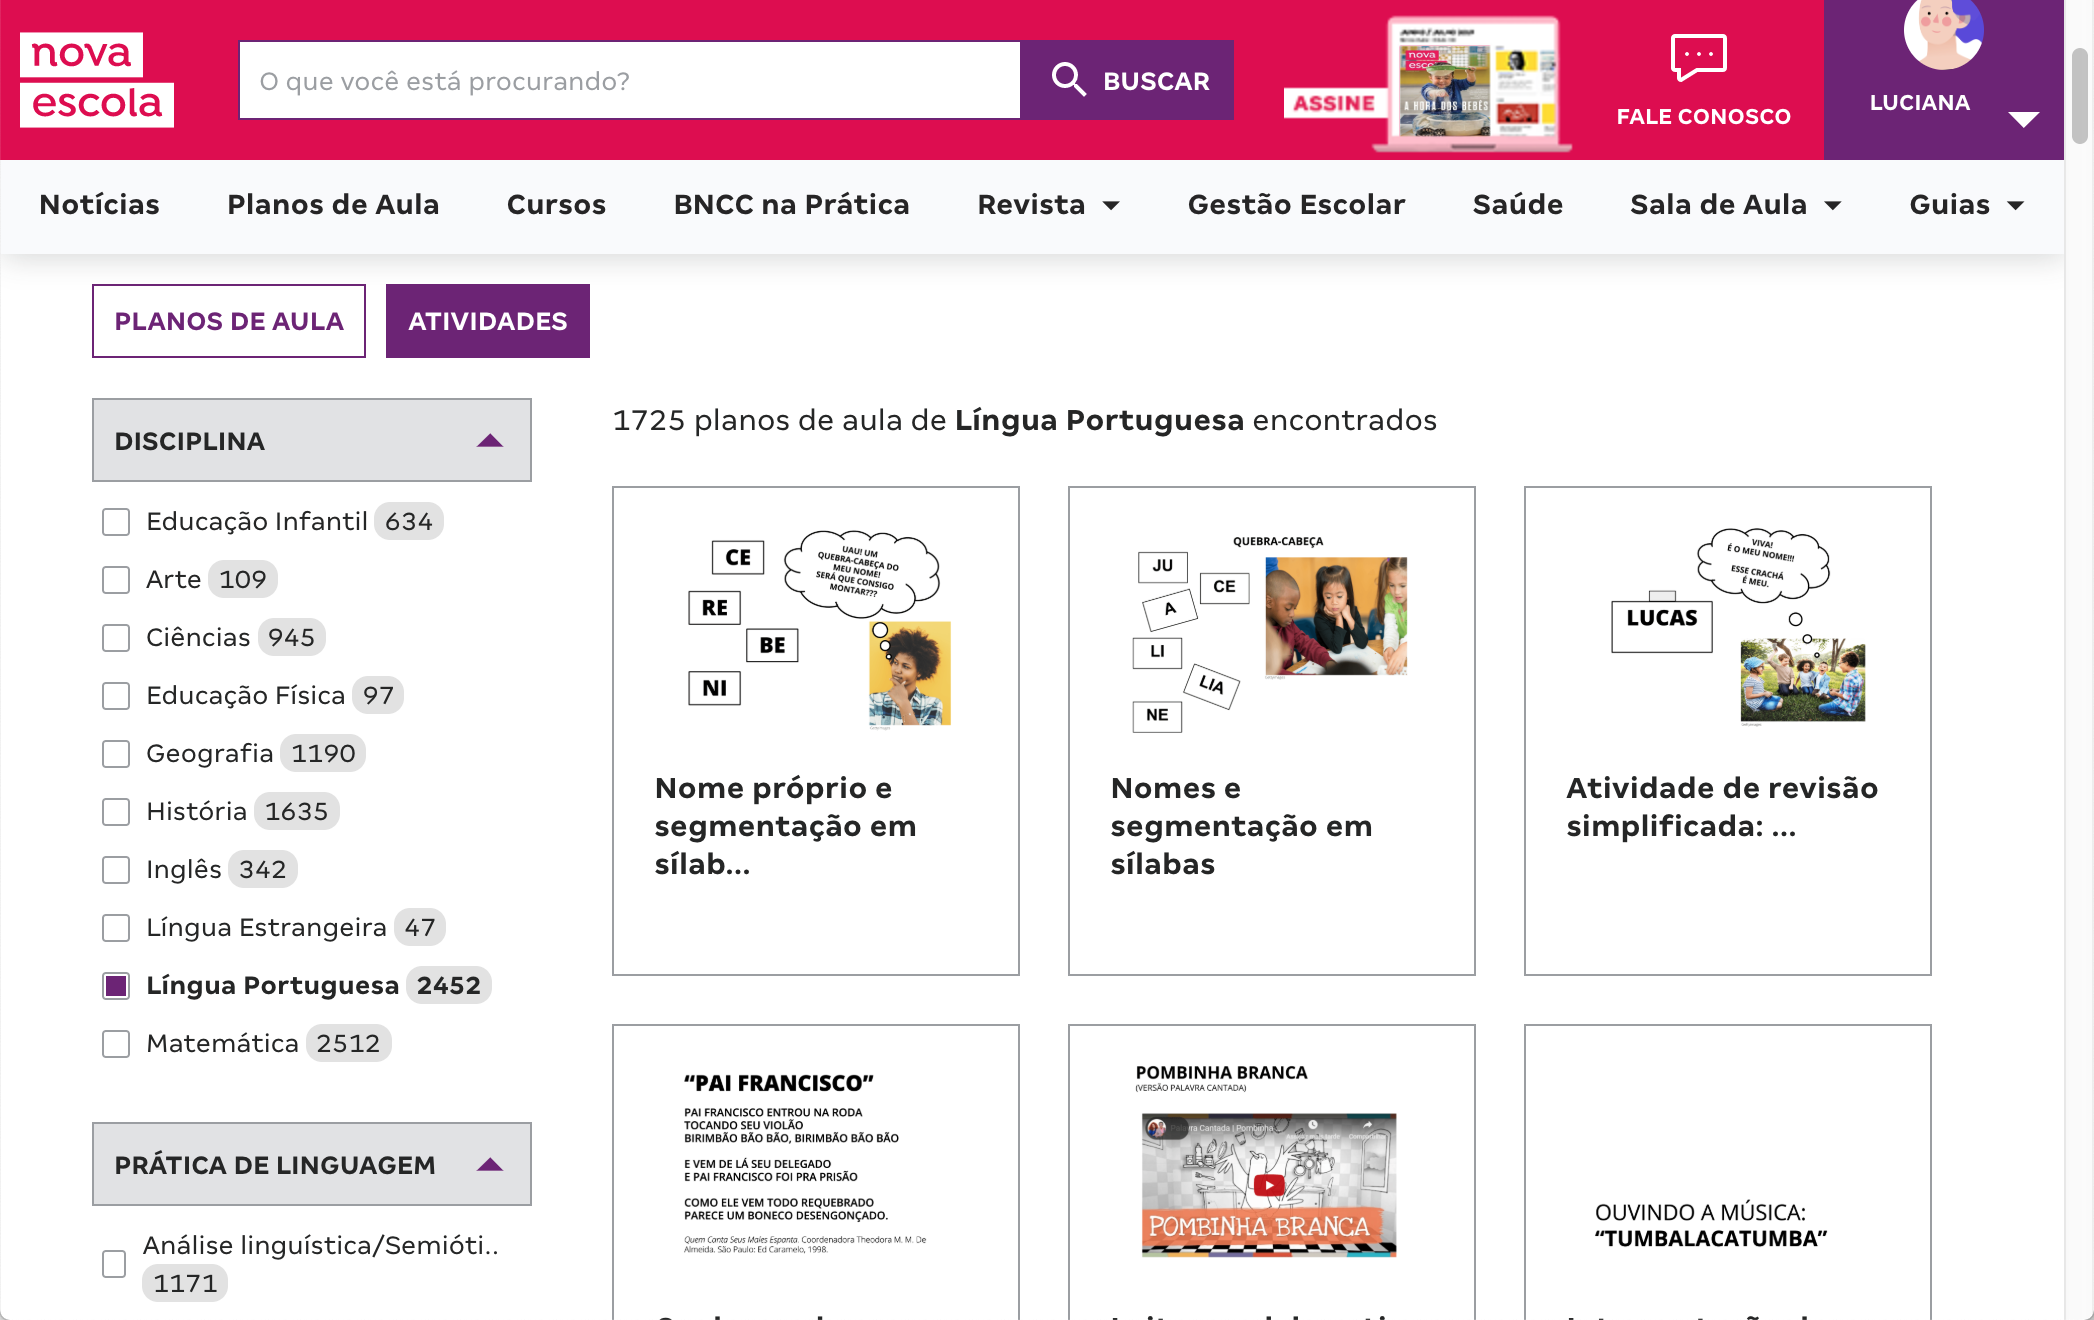 nova
escola
O que você está procurando?
BUSCAR
ASSINE
nova
A HORA DOS BEBÊS
FALE CONOSCO
LUCIANA
Notícias
Planos de Aula
Cursos
BNCC na Prática
Revista
Gestão Escolar
Saúde
Sala de Aula
Guias
PLANOS DE AULA
ATIVIDADES
DISCIPLINA
Educação Infantil 634
Arte 109
Ciências 945
Educação Física 97
Geografia 1190
História 1635
Inglês 342
Língua Estrangeira 47
Língua Portuguesa 2452
Matemática 2512
PRÁTICA DE LINGUAGEM
Análise linguística/Semióti..
1171
1725 planos de aula de Língua Portuguesa encontrados
CE
RE
BE
NI
UAU! UM
QUEBRA-CABEÇA DO
MEU NOME!
SERÁ QUE CONSIGO
MONTAR???
Nome próprio e
segmentação em
sílab...
QUEBRA-CABEÇA
JU
CE
A
LI
LIA
NE
Nomes e
segmentação em
sílabas
VIVA!
É O MEU NOME!!!
ESSE CRACHÁ
É MEU.
LUCAS
Atividade de revisão
simplificada: ...
“PAI FRANCISCO”
PAI FRANCISCO ENTROU NA RODA
TOCANDO SEU VIOLÃO
BIRIMBÃO BÃO BÃO, BIRIMBÃO BÃO BÃO
E VEM DE LÁ SEU DELEGADO
E PAI FRANCISCO FOI PRA PRISÃO
COMO ELE VEM TODO REQUEBRADO
PARECE UM BONECO DESENGONÇADO.
Quem Canta Seus Males Espanta. Coordenadora Theodora M. M. De
Almeida. São Paulo: Ed Caramelo, 1998.
POMBINHA BRANCA
(VERSÃO PALAVRA CANTADA)
Cantada | Pombinha
POMBINHA BRANCA
OUVINDO A MÚSICA:
“TUMBALACATUMBA”